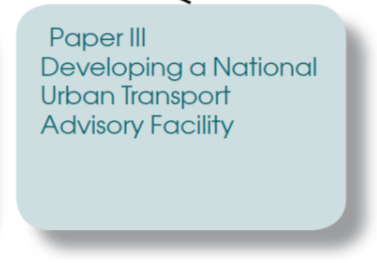 Paper III
Developing a National
Urban Transport
Advisory Facility